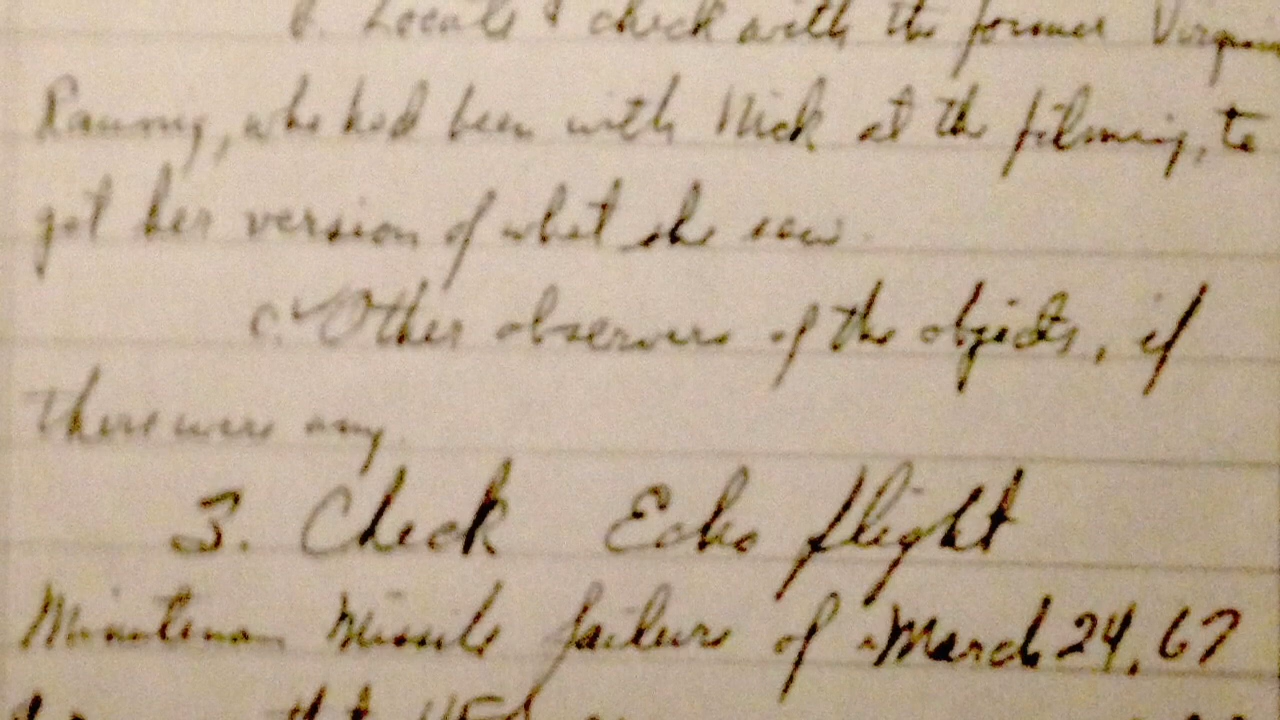 b. Locate & check with the former Virginia
Raunig, who had been with Nick at the filming, to
get her version of what she saw.
c. Other observers of the objects, if
there were any.
3. Check Echo flight
Minuteman Missile failure of March 24, 67